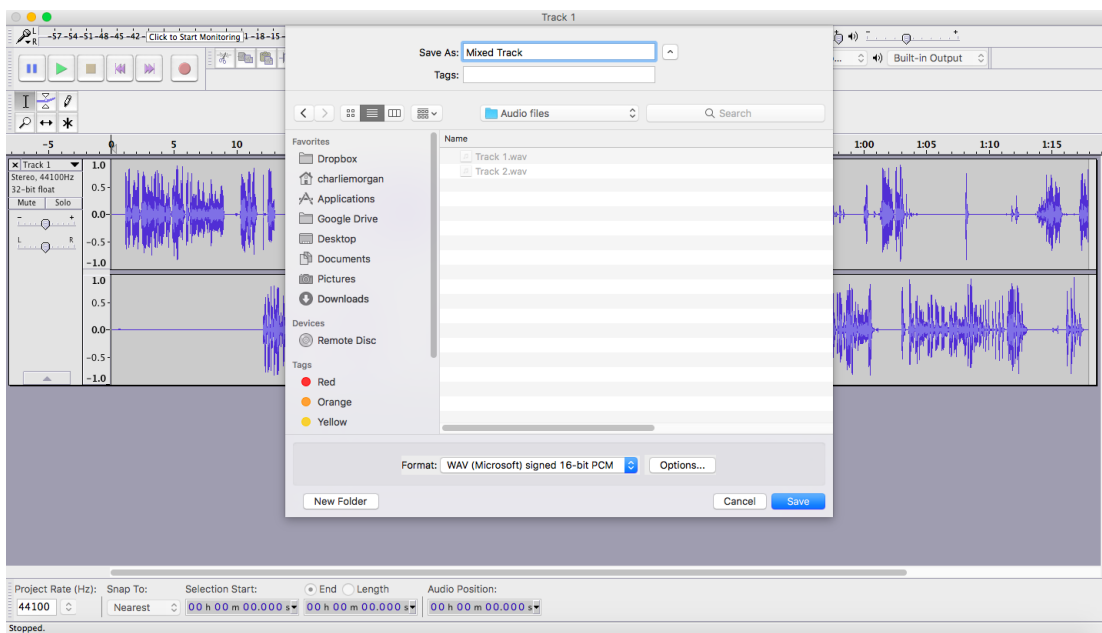 Track 1
L
R
-57 -54 -51 -48 -45 -42 - Click to Start Monitoring 1 -18 -15 -
Save As: Mixed Track
Tags:
Built-in Output
Audio files
Search
-5 0 5 10
1:00 1:05 1:10 1:15
Favorites
Dropbox
charliemorgan
Applications
Google Drive
Desktop
Documents
Pictures
Downloads
Devices
Remote Disc
Tags
Red
Orange
Yellow
Name
Track 1.wav
Track 2.wav
Track 1
Stereo, 44100Hz
32-bit float
Mute Solo
- +
L R
1.0
0.5
0.0
-0.5
-1.0
1.0
0.5
0.0
-0.5
-1.0
Format: WAV (Microsoft) signed 16-bit PCM
Options...
New Folder
Cancel Save
Project Rate (Hz): Snap To: Selection Start: End Length Audio Position:
44100 Nearest 00 h 00 m 00.000 s 00 h 00 m 00.000 s 00 h 00 m 00.000 s
Stopped.